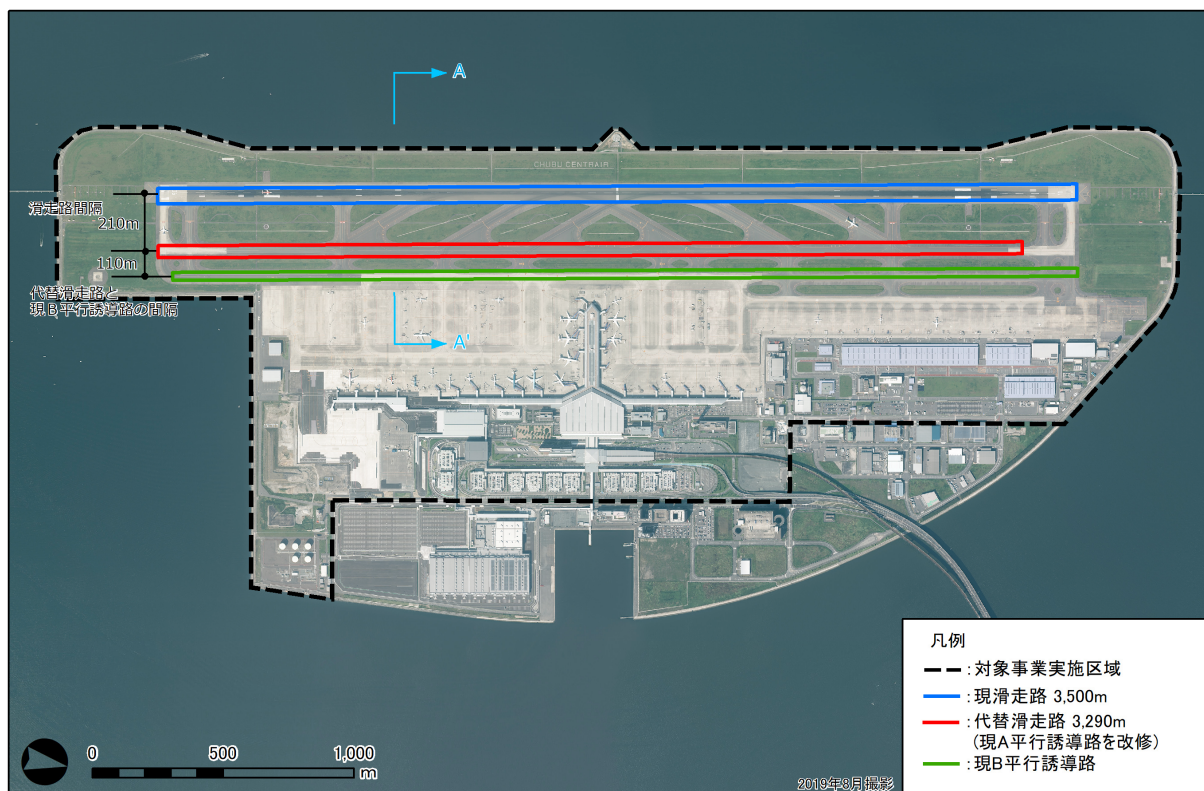 A
CHUBU CENTRAIR
滑走路間隔
210m
110m
代替滑走路と
現B平行誘導路の間隔
A'
凡例
:対象事業実施区域
:現滑走路 3,500m
:代替滑走路 3,290m
(現A平行誘導路を改修)
:現B平行誘導路
0 500 1,000
m
2019年8月撮影